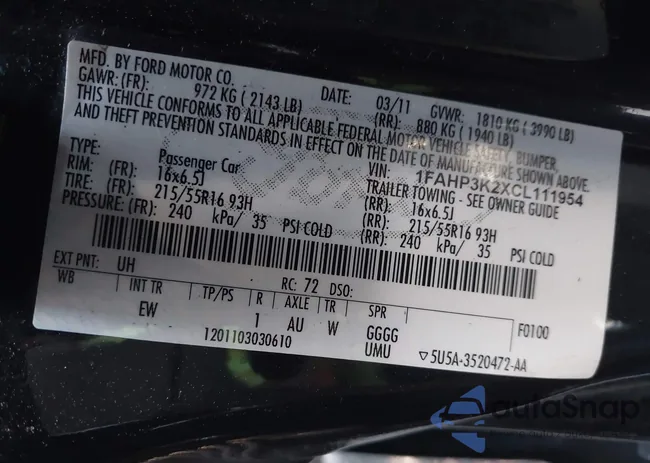 MFD. BY FORD MOTOR CO.
DATE: 03/11 GVWR: 1810 KG ( 3990 LB)
GAWR: (FR): 972 KG ( 2143 LB) (RR): 880 KG ( 1940 LB)
THIS VEHICLE CONFORMS TO ALL APPLICABLE FEDERAL MOTOR VEHICLE SAFETY, BUMPER,
AND THEFT PREVENTION STANDARDS IN EFFECT ON THE DATE OF MANUFACTURE SHOWN ABOVE.
VIN: 1FAHP3K2XCL111954
TYPE: Passenger Car TRAILER TOWING - SEE OWNER GUIDE
RIM: (FR): 16x6.5J (RR): 16x6.5J
TIRE: (FR): 215/55R16 93H (RR): 215/55R16 93H
PRESSURE: (FR): 240 kPa/ 35 PSI COLD (RR): 240 kPa/ 35 PSI COLD
EXT PNT: UH RC: 72 DSO:
WB INT TR TP/PS R AXLE TR SPR F0100
EW 1 AU W GGGG
1201103030610 UMU ▽5U5A-3520472-AA
autoSnap